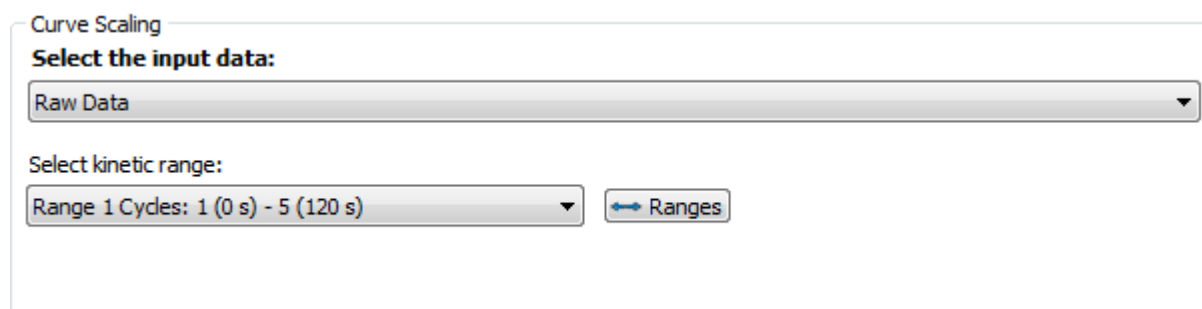 Curve Scaling
Select the input data:
Raw Data
Select kinetic range:
Range 1 Cycles: 1 (0 s) - 5 (120 s)
Ranges